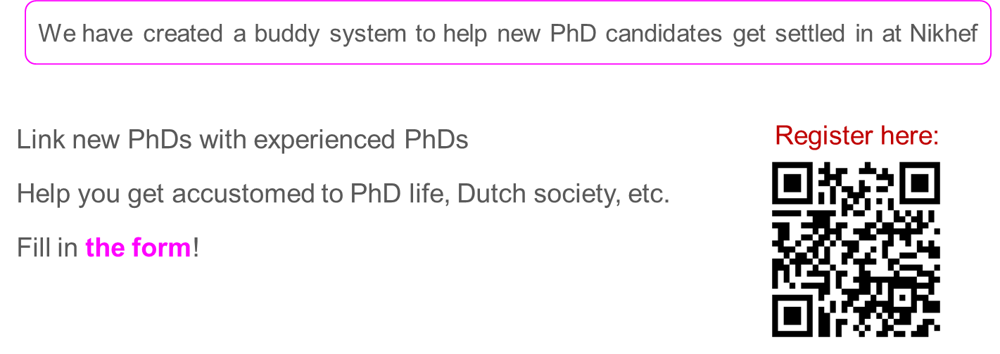 We have created a buddy system to help new PhD candidates get settled in at Nikhef
Link new PhDs with experienced PhDs
Help you get accustomed to PhD life, Dutch society, etc.
Fill in the form!
Register here: